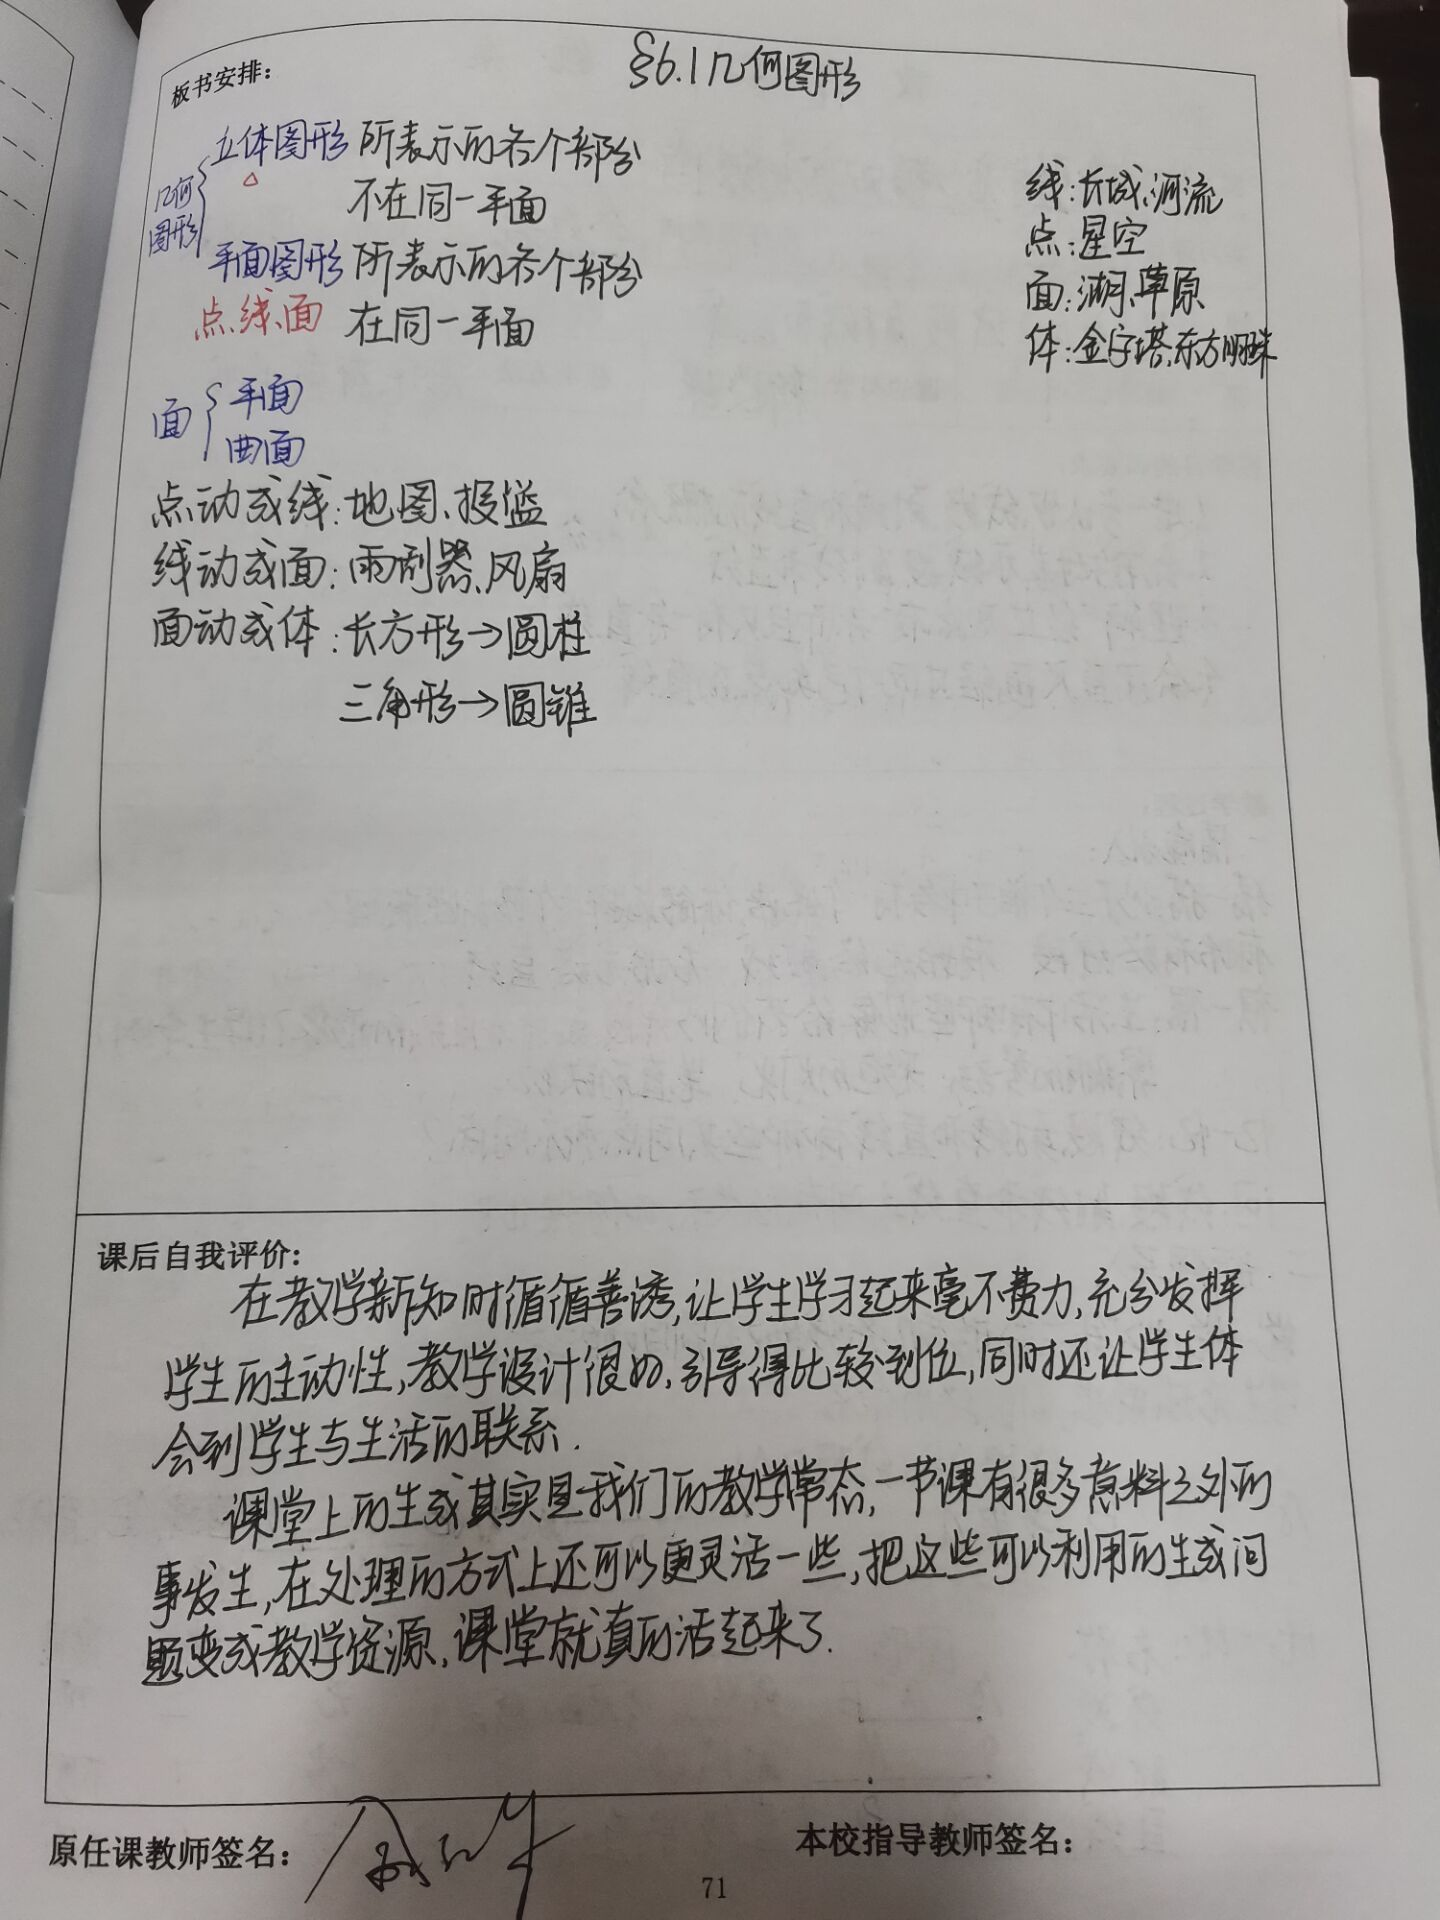 板书安排:
§6.1几何图形
几何图形
立体图形 所表示的各个部分
不在同一平面
平面图形 所表示的各个部分
点、线、面 在同一平面
线:长城、河流
点:星空
面:湖、草原
体:金字塔、东方明珠
面
平面
曲面
点动成线:地图、投篮
线动成面:雨刮器、风扇
面动成体:长方形→圆柱
三角形→圆锥
课后自我评价:
在教学新知时循循善诱,让学生学习起来毫不费力,充分发挥
学生的主动性,教学设计很好,引导得比较到位,同时还让学生体
会到学生与生活的联系.
课堂上的生成其实是我们的教学常态,一节课有很多意料之外的
事发生,在处理的方式上还可以更灵活一些,把这些可以利用的生成问
题变成教学资源,课堂就真的活起来了.
原任课教师签名:
本校指导教师签名:
71